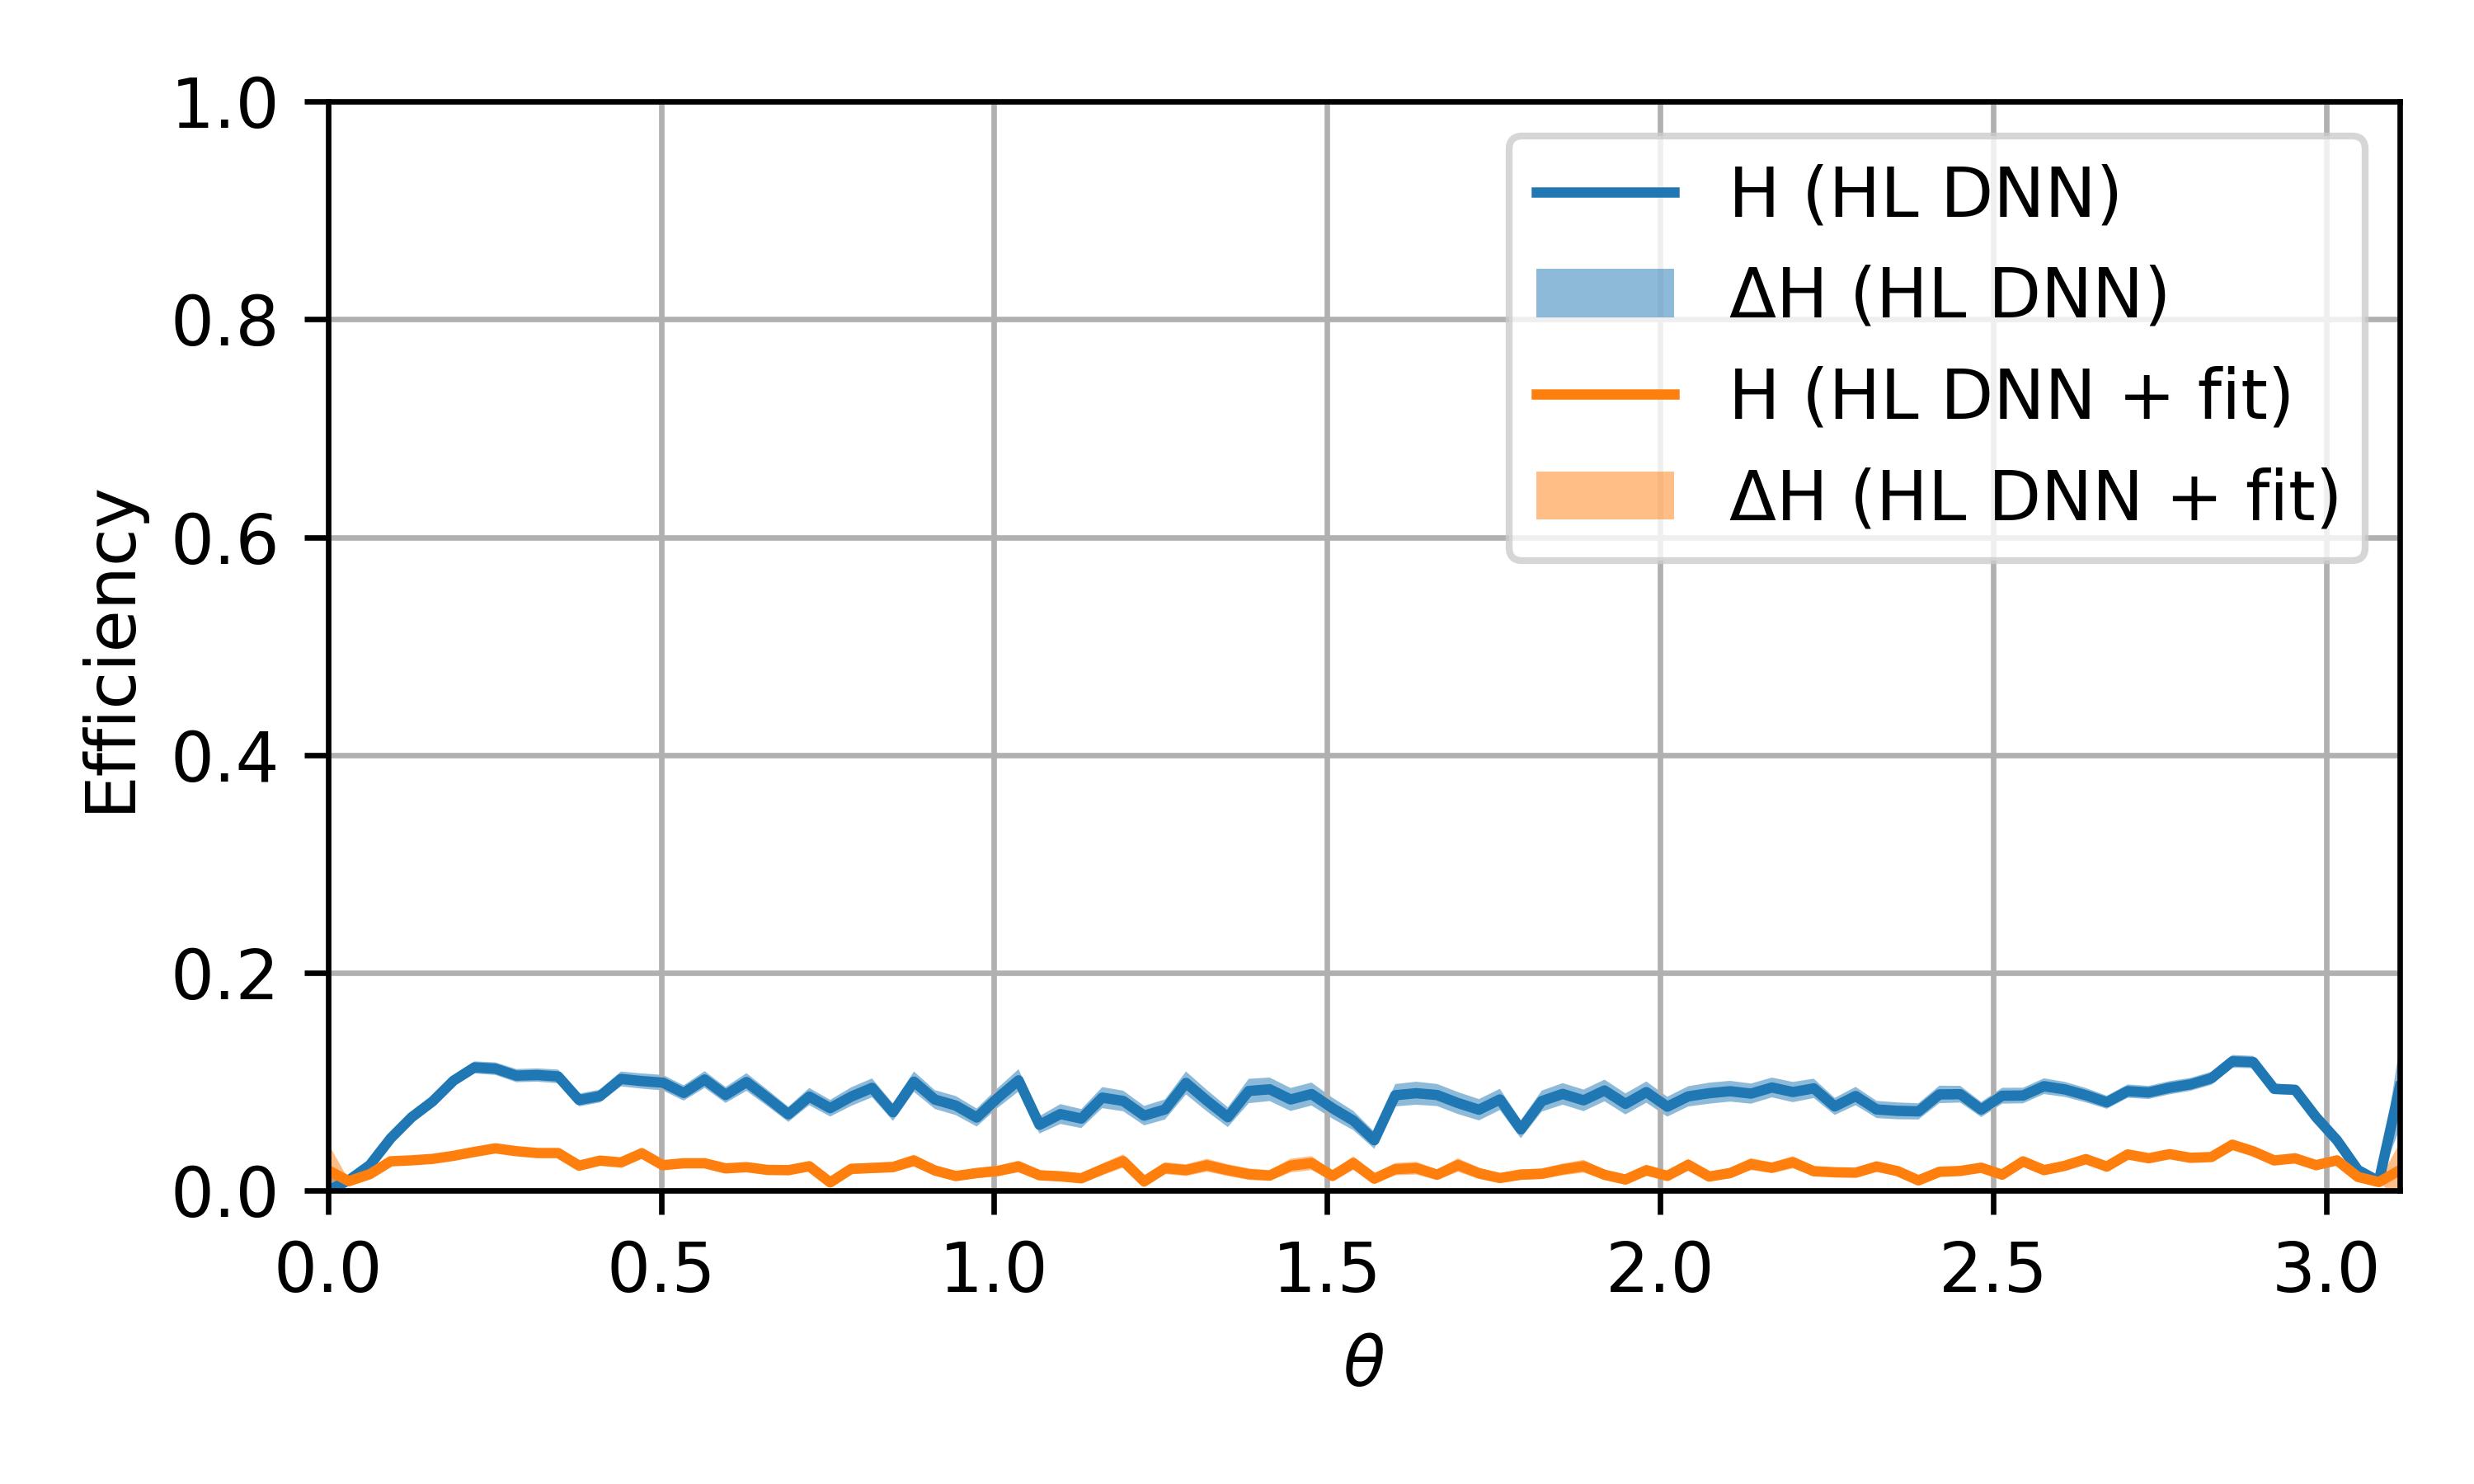 1.0
0.8
0.6
0.4
0.2
0.0
Efficiency
H (HL DNN)
ΔH (HL DNN)
H (HL DNN + fit)
ΔH (HL DNN + fit)
0.0 0.5 1.0 1.5 2.0 2.5 3.0
θ